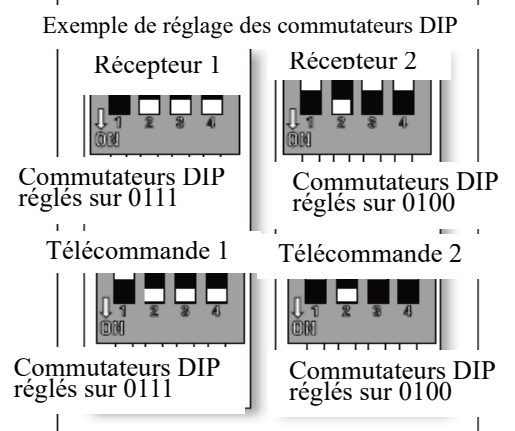 Exemple de réglage des commutateurs DIP
Récepteur 1
Récepteur 2
1 2 3 4
ON
1 2 3 4
ON
Commutateurs DIP
réglés sur 0111
Commutateurs DIP
réglés sur 0100
Télécommande 1
Télécommande 2
1 2 3 4
ON
1 2 3 4
ON
Commutateurs DIP
réglés sur 0111
Commutateurs DIP
réglés sur 0100